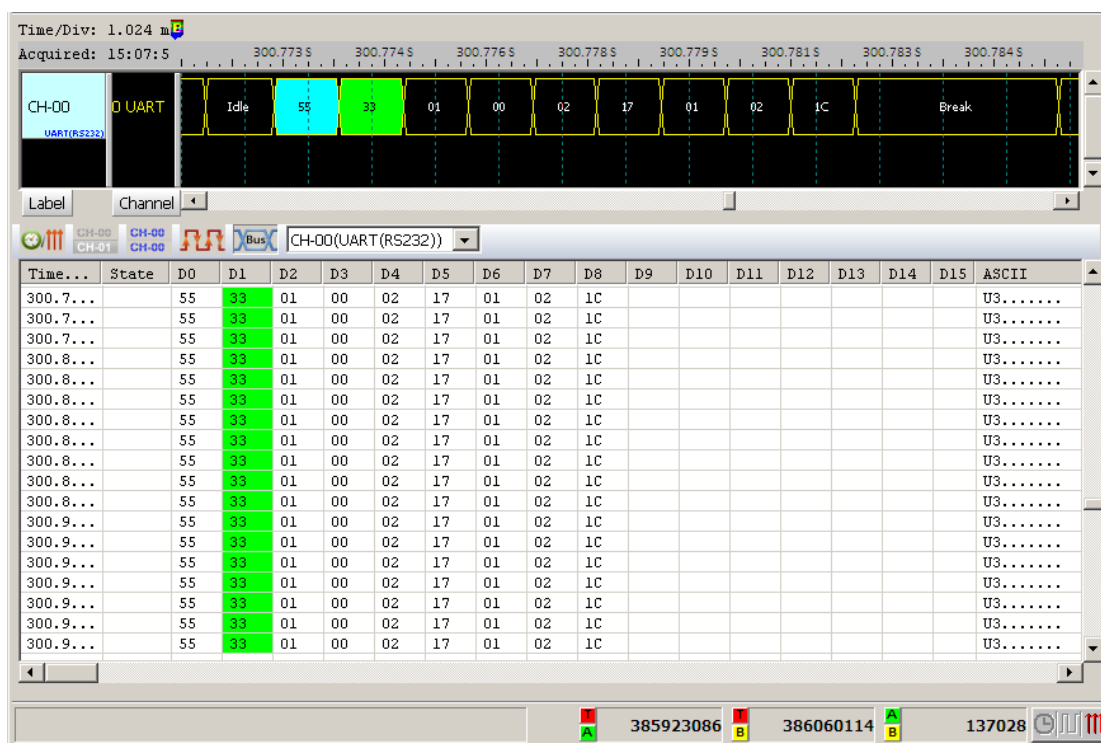 Time/Div: 1.024 m
Acquired: 15:07:5 300.773 S 300.774 S 300.776 S 300.778 S 300.779 S 300.781 S 300.783 S 300.784 S
CH-00 0 UART Idle 55 33 01 00 02 17 01 02 1C Break
UART(RS232)
Label Channel
CH-00 CH-01 CH-00 CH-00 Bus CH-00(UART(RS232))
Time... State D0 D1 D2 D3 D4 D5 D6 D7 D8 D9 D10 D11 D12 D13 D14 D15 ASCII
300.7... 55 33 01 00 02 17 01 02 1C U3.......
300.7... 55 33 01 00 02 17 01 02 1C U3.......
300.7... 55 33 01 00 02 17 01 02 1C U3.......
300.8... 55 33 01 00 02 17 01 02 1C U3.......
300.8... 55 33 01 00 02 17 01 02 1C U3.......
300.8... 55 33 01 00 02 17 01 02 1C U3.......
300.8... 55 33 01 00 02 17 01 02 1C U3.......
300.8... 55 33 01 00 02 17 01 02 1C U3.......
300.8... 55 33 01 00 02 17 01 02 1C U3.......
300.8... 55 33 01 00 02 17 01 02 1C U3.......
300.8... 55 33 01 00 02 17 01 02 1C U3.......
300.9... 55 33 01 00 02 17 01 02 1C U3.......
300.9... 55 33 01 00 02 17 01 02 1C U3.......
300.9... 55 33 01 00 02 17 01 02 1C U3.......
300.9... 55 33 01 00 02 17 01 02 1C U3.......
300.9... 55 33 01 00 02 17 01 02 1C U3.......
300.9... 55 33 01 00 02 17 01 02 1C U3.......
300.9... 55 33 01 00 02 17 01 02 1C U3.......
T A 385923086 T B 386060114 A B 137028